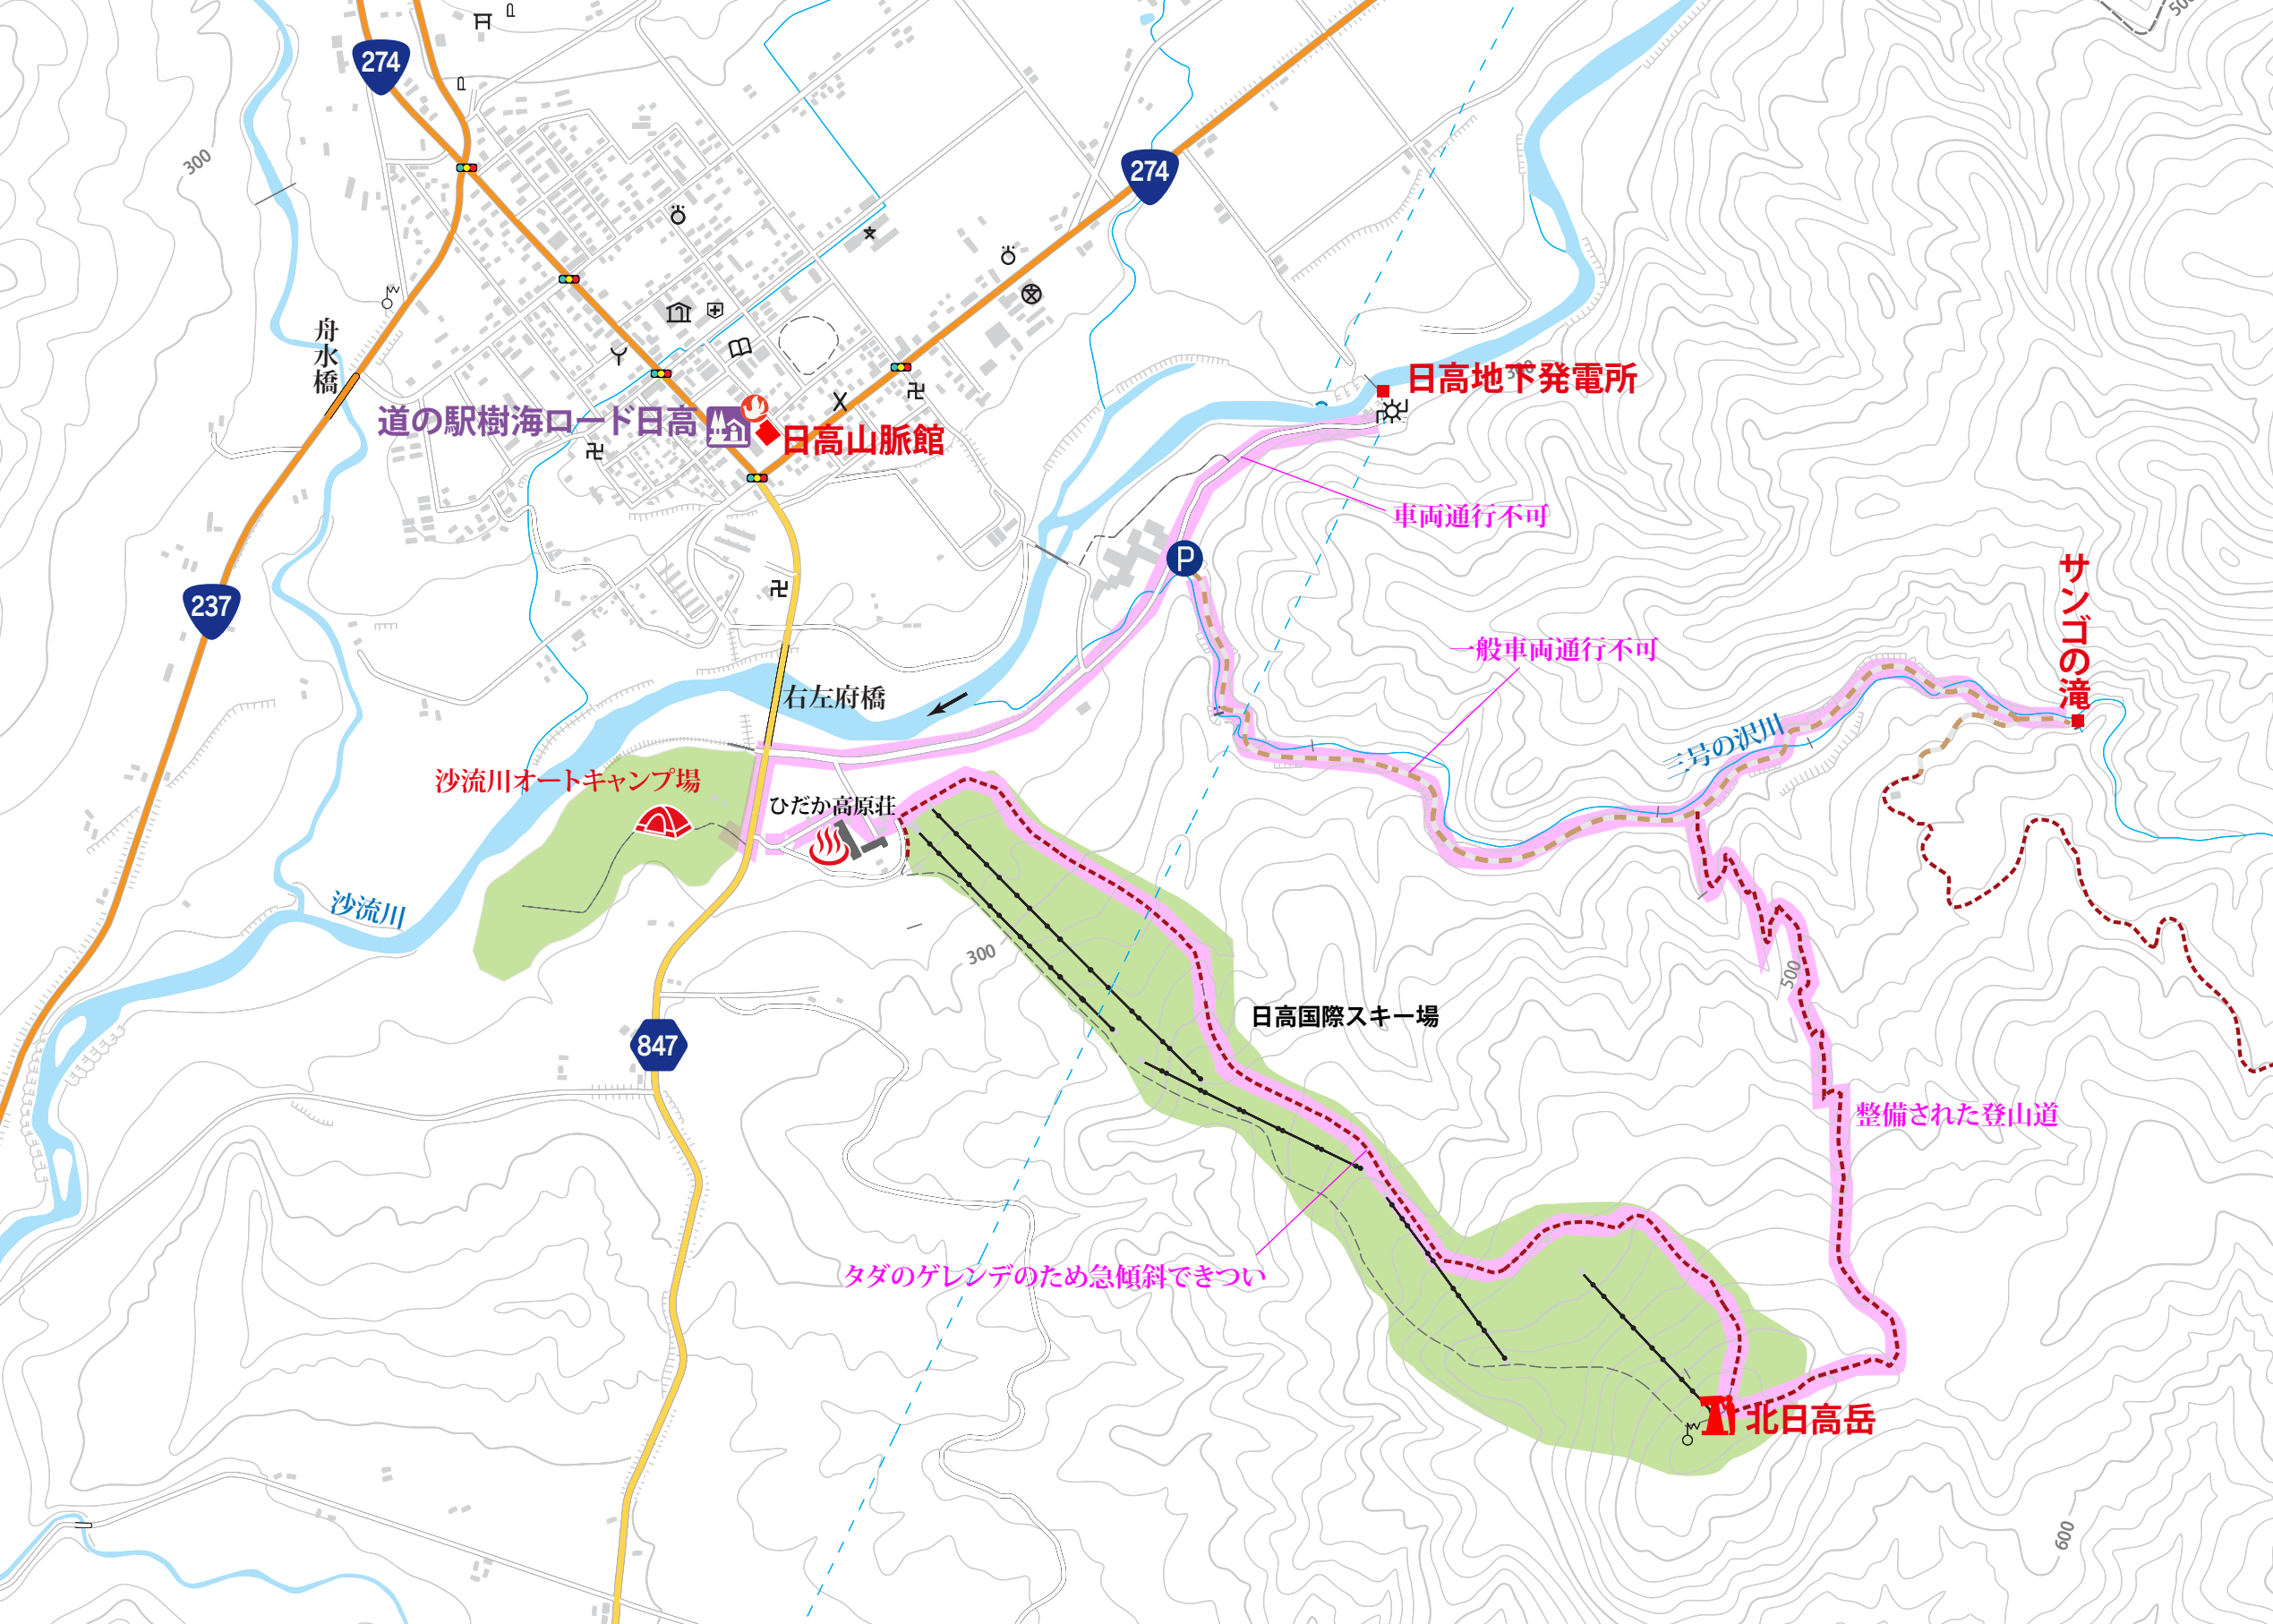 500
274
300
274
舟水橋
300
日高地下発電所
道の駅樹海ロード日高
日高山脈館
車両通行不可
P
サンゴの滝
237
一般車両通行不可
右左府橋
三号の沢川
沙流川オートキャンプ場
ひだか高原荘
沙流川
300
500
日高国際スキー場
847
整備された登山道
タダのゲレンデのため急傾斜できつい
北日高岳
600